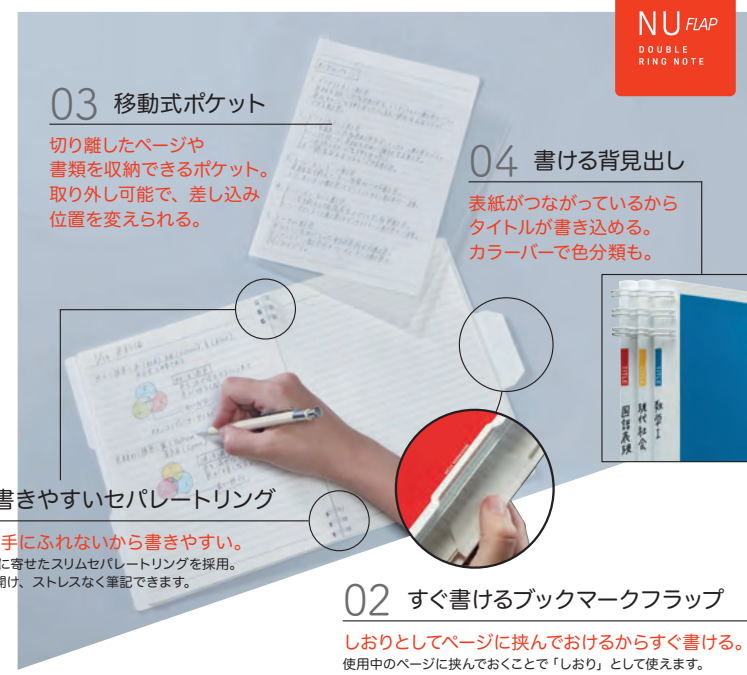 NU FLAP
DOUBLE
RING NOTE
03 移動式ポケット
切り離したページや
書類を収納できるポケット。
取り外し可能で、差し込み
位置を変えられる。
04 書ける背見出し
表紙がつながっているから
タイトルが書き込める。
カラーバーで色分類も。
TITLE
TITLE
TITLE
国語表現
現代社会
数学I
書きやすいセパレートリング
手にふれないから書きやすい。
に寄せたスリムセパレートリングを採用。
開け、ストレスなく筆記できます。
02 すぐ書けるブックマークフラップ
しおりとしてページに挟んでおけるからすぐ書ける。
使用中のページに挟んでおくことで「しおり」として使えます。